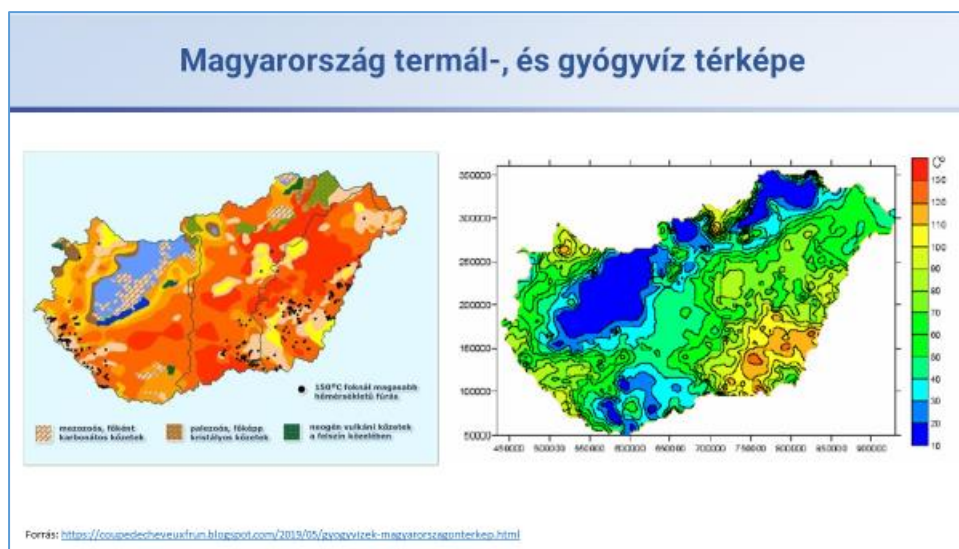 Magyarország termál-, és gyógyvíz térképe
150°C foknál magasabb
hőmérsékletű fúrás
mezozoós, főként
karbonátos kőzetek
paleozoós, főképp
kristályos kőzetek
neogén vulkáni kőzetek
a felszín közelében
350000
300000
250000
200000
150000
100000
50000
450000 500000 550000 600000 650000 700000 750000 800000 850000 900000
C°
130
120
110
100
90
80
70
60
50
40
30
20
10
Forrás: https://coupedecheveuxfrun.blogspot.com/2019/05/gyogyvizek-magyarorszagonterkep.html